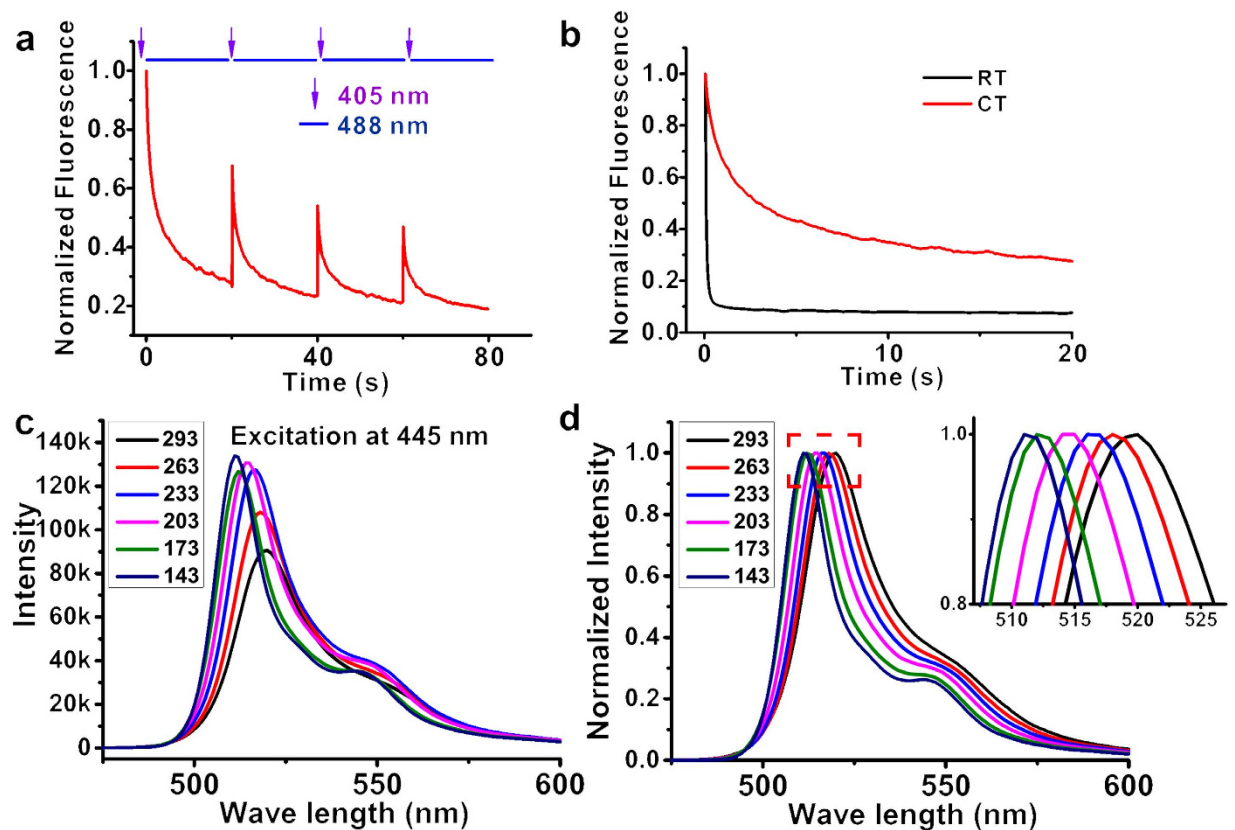 a
405 nm
488 nm
Normalized Fluorescence
1.0
0.8
0.6
0.4
0.2
0 40 80
Time (s)
b
RT
CT
Normalized Fluorescence
1.0
0.8
0.6
0.4
0.2
0.0
0 10 20
Time (s)
c
Excitation at 445 nm
293
263
233
203
173
143
Intensity
140k
120k
100k
80k
60k
40k
20k
0
500 550 600
Wave length (nm)
d
293
263
233
203
173
143
Normalized Intensity
1.0
0.8
0.6
0.4
0.2
0.0
500 550 600
Wave length (nm)
1.0
0.8
510 515 520 525